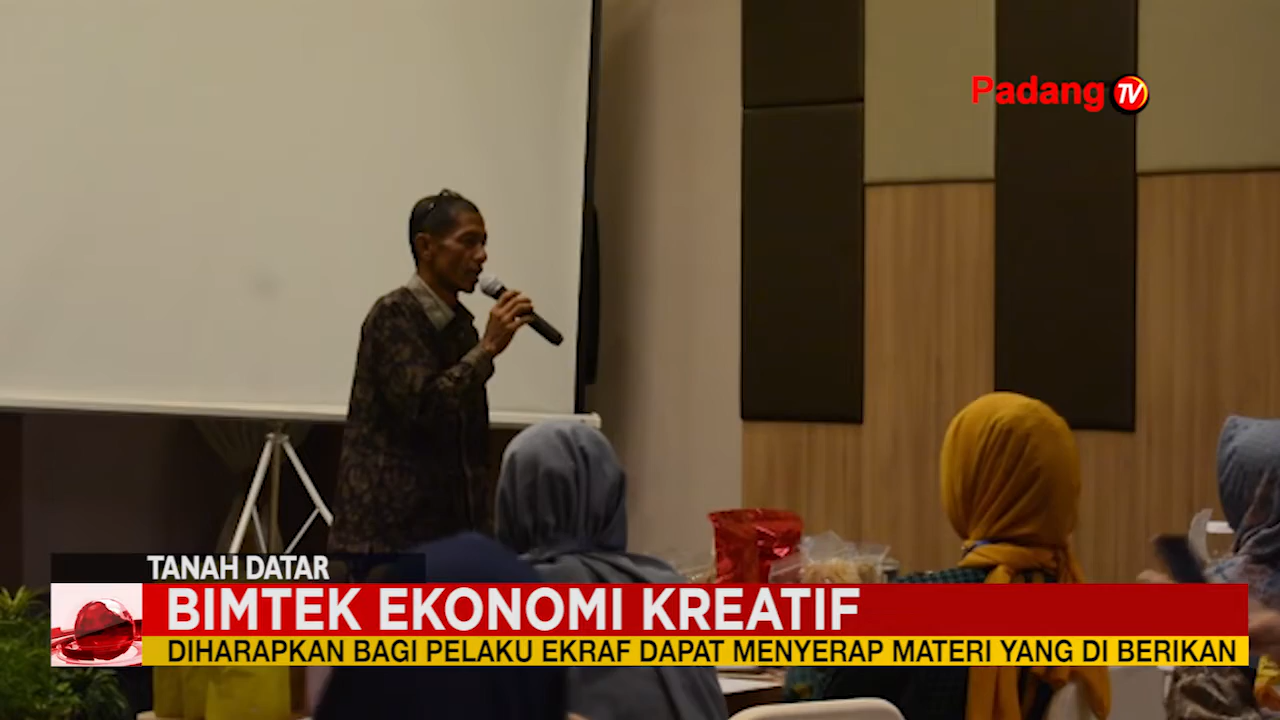 Padang TV
TANAH DATAR
BIMTEK EKONOMI KREATIF
DIHARAPKAN BAGI PELAKU EKRAF DAPAT MENYERAP MATERI YANG DI BERIKAN